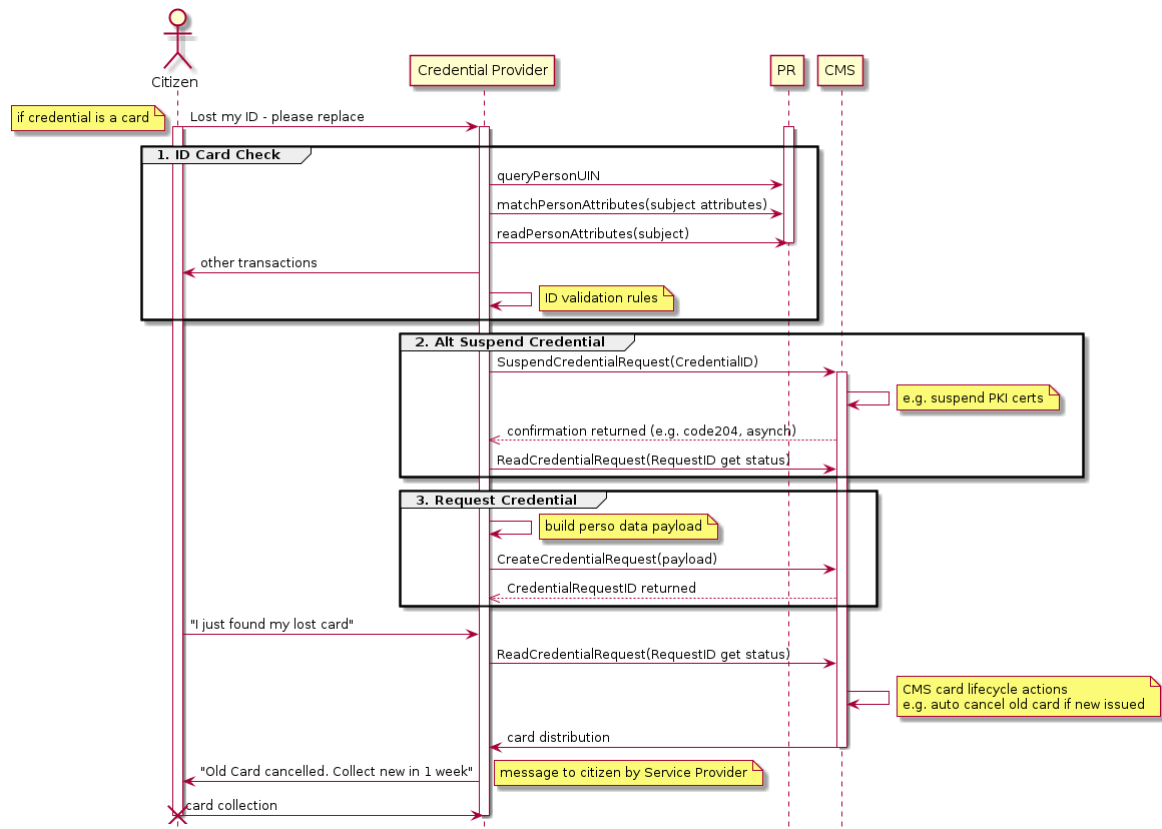 Citizen
Credential Provider
PR
CMS
if credential is a card
Lost my ID - please replace
1. ID Card Check
queryPersonUIN
matchPersonAttributes(subject attributes)
readPersonAttributes(subject)
other transactions
ID validation rules
2. Alt Suspend Credential
SuspendCredentialRequest(CredentialID)
e.g. suspend PKI certs
confirmation returned (e.g. code204, asynch)
ReadCredentialRequest(RequestID get status)
3. Request Credential
build perso data payload
CreateCredentialRequest(payload)
CredentialRequestID returned
"I just found my lost card"
ReadCredentialRequest(RequestID get status)
CMS card lifecycle actions
e.g. auto cancel old card if new issued
card distribution
"Old Card cancelled. Collect new in 1 week"
message to citizen by Service Provider
card collection